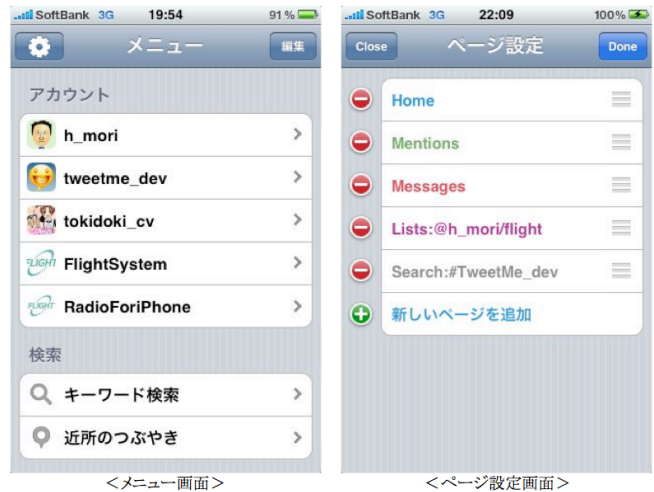 SoftBank 3G 19:54 91 %
メニュー
編集
アカウント
h_mori
tweetme_dev
tokidoki_cv
FLIGHT FlightSystem
FLIGHT RadioForiPhone
検索
キーワード検索
近所のつぶやき
<メニュー画面>
SoftBank 3G 22:09 100 %
Close ページ設定 Done
Home
Mentions
Messages
Lists:@h_mori/flight
Search:#TweetMe_dev
新しいページを追加
<ページ設定画面>